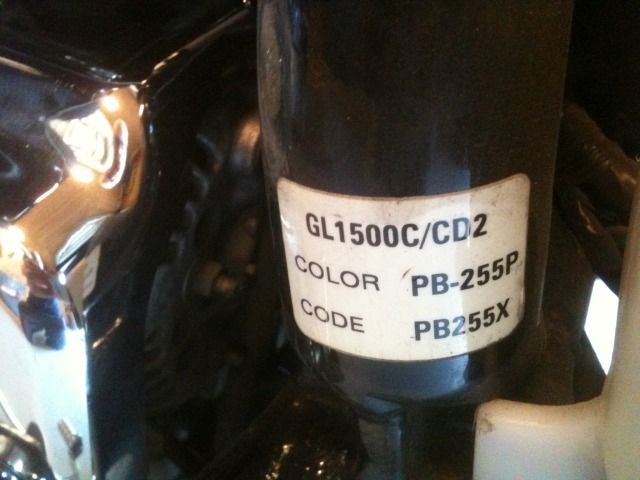 GL1500C/CD2
COLOR PB-255P
CODE PB255X